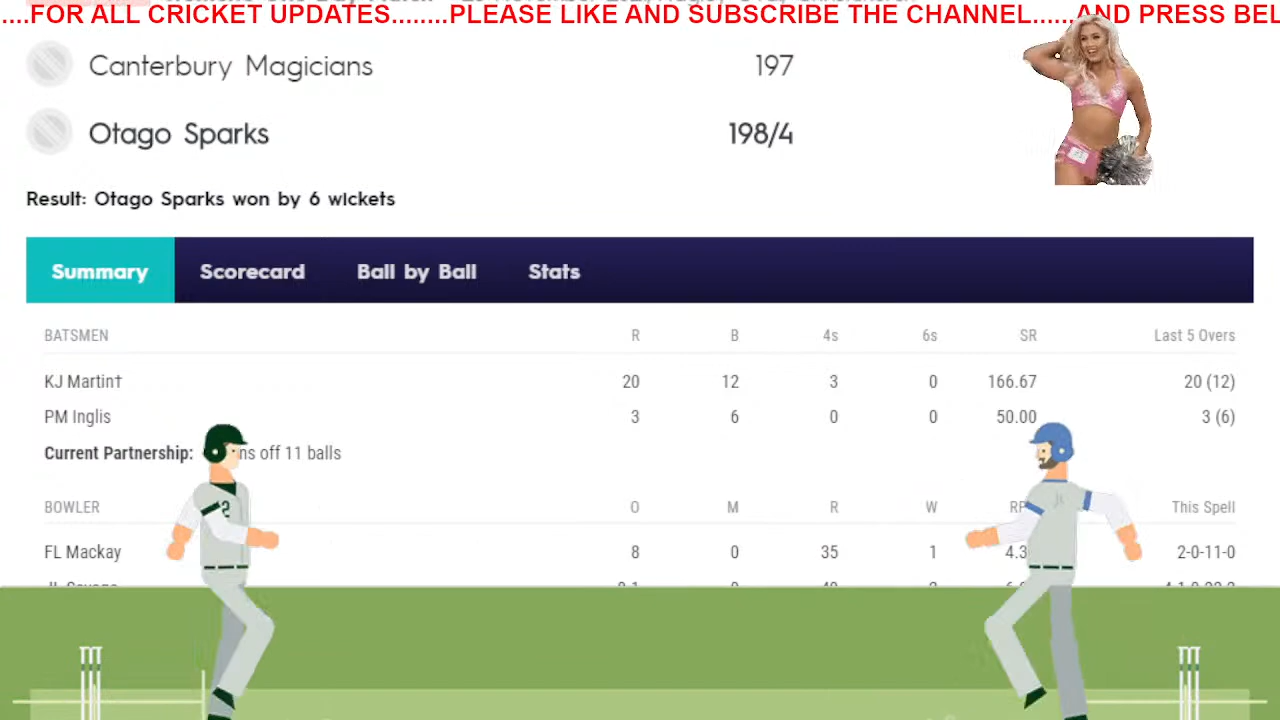 ....FOR ALL CRICKET UPDATES........PLEASE LIKE AND SUBSCRIBE THE CHANNEL......AND PRESS BEL
Canterbury Magicians 197
Otago Sparks 198/4
Result: Otago Sparks won by 6 wickets
Summary Scorecard Ball by Ball Stats
BATSMEN R B 4s 6s SR Last 5 Overs
KJ Martin† 20 12 3 0 166.67 20 (12)
PM Inglis 3 6 0 0 50.00 3 (6)
Current Partnership: ns off 11 balls
BOWLER O M R W RP This Spell
FL Mackay 8 0 35 1 4.3 2-0-11-0